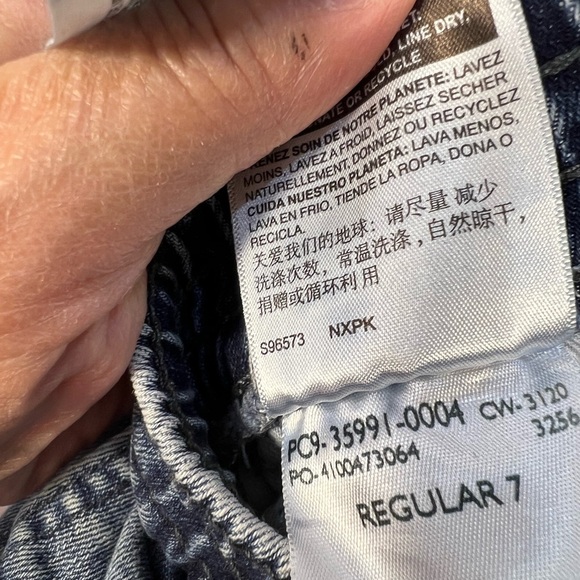 LINE DRY.
OR RECYCLE
SOIN DE NOTRE PLANETE: LAVEZ
MOINS, LAVEZ A FROID, LAISSEZ SECHER
NATURELLEMENT, DONNEZ OU RECYCLEZ
CUIDA NUESTRO PLANETA: LAVA MENOS,
LAVA EN FRIO, TIENDE LA ROPA, DONA O
RECICLA.
关爱我们的地球: 请尽量 减少
洗涤次数, 常温洗涤 , 自然晾干 ,
捐赠或循环利 用
S96573 NXPK
PC9-35991-0004 CW-3120
PO-4100473064 3256
REGULAR 7